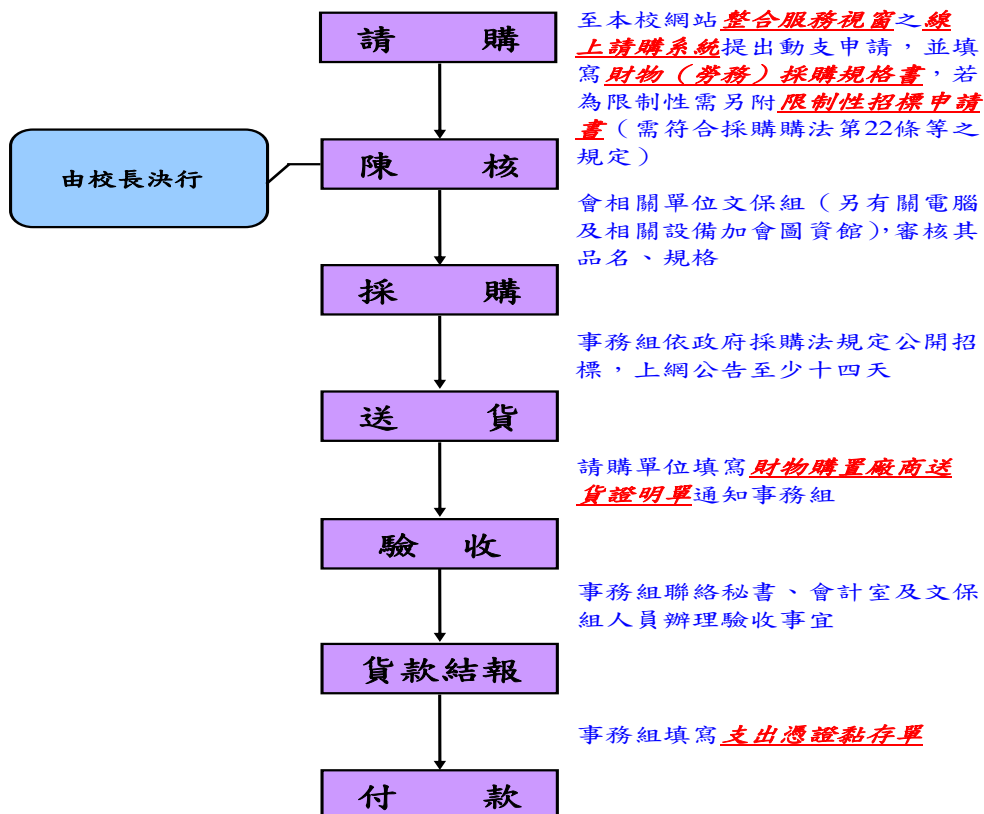 請 購
至本校網站整合服務視窗之線
上請購系統提出動支申請，並填
寫財物（勞務）採購規格書，若
為限制性需另附限制性招標申請
書（需符合採購購法第22條等之
規定）
由校長決行
陳 核
會相關單位文保組（另有關電腦
及相關設備加會圖資館），審核其
品名、規格
採 購
事務組依政府採購法規定公開招
標，上網公告至少十四天
送 貨
請購單位填寫財物購置廠商送
貨證明單通知事務組
驗 收
事務組聯絡秘書、會計室及文保
組人員辦理驗收事宜
貨款結報
事務組填寫支出憑證黏存單
付 款